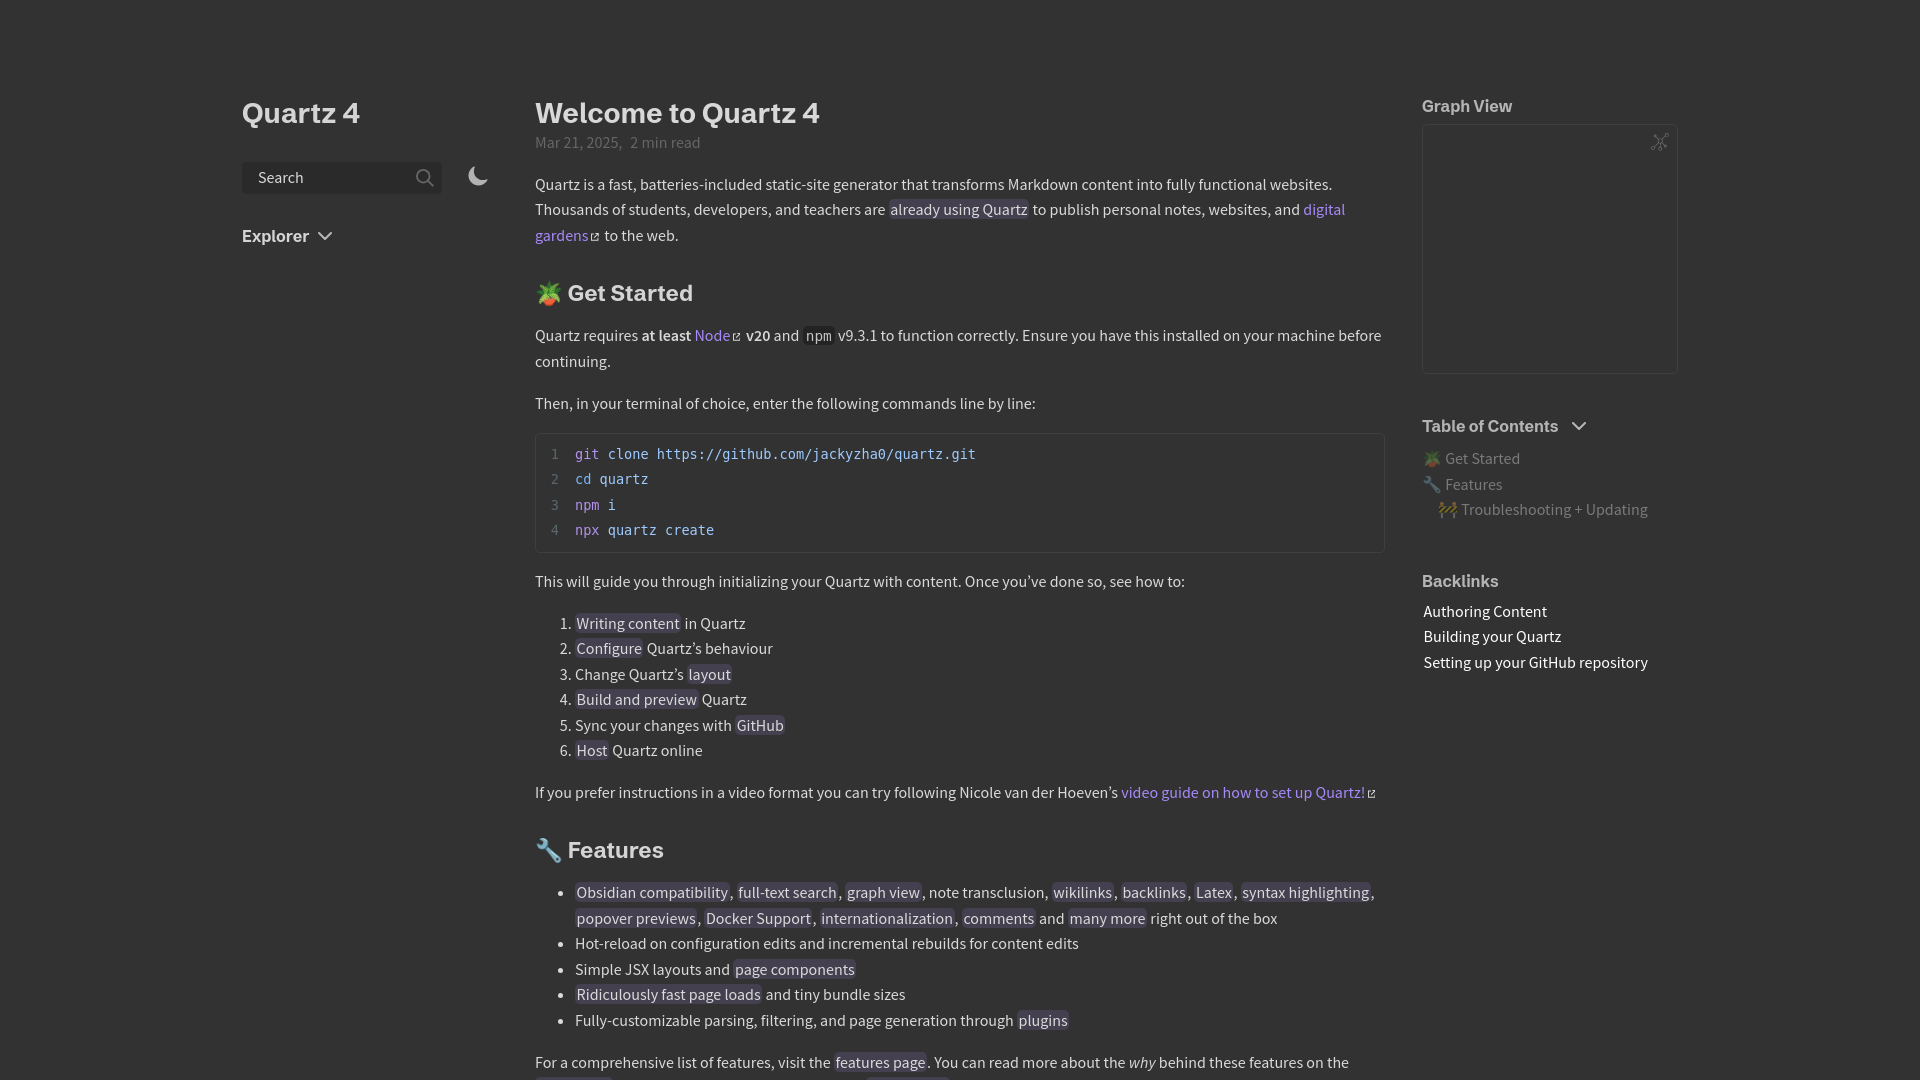 Quartz 4
Search
Explorer
Welcome to Quartz 4
Mar 21, 2025, 2 min read
Quartz is a fast, batteries-included static-site generator that transforms Markdown content into fully functional websites.
Thousands of students, developers, and teachers are already using Quartz to publish personal notes, websites, and digital
gardens to the web.
🪴 Get Started
Quartz requires at least Node v20 and npm v9.3.1 to function correctly. Ensure you have this installed on your machine before
continuing.
Then, in your terminal of choice, enter the following commands line by line:
1 git clone https://github.com/jackyzha0/quartz.git
2 cd quartz
3 npm i
4 npx quartz create
This will guide you through initializing your Quartz with content. Once you’ve done so, see how to:
1. Writing content in Quartz
2. Configure Quartz’s behaviour
3. Change Quartz’s layout
4. Build and preview Quartz
5. Sync your changes with GitHub
6. Host Quartz online
If you prefer instructions in a video format you can try following Nicole van der Hoeven’s video guide on how to set up Quartz!
🔧 Features
• Obsidian compatibility, full-text search, graph view, note transclusion, wikilinks, backlinks, Latex, syntax highlighting,
popover previews, Docker Support, internationalization, comments and many more right out of the box
• Hot-reload on configuration edits and incremental rebuilds for content edits
• Simple JSX layouts and page components
• Ridiculously fast page loads and tiny bundle sizes
• Fully-customizable parsing, filtering, and page generation through plugins
For a comprehensive list of features, visit the features page. You can read more about the why behind these features on the
Graph View
Table of Contents
🪴 Get Started
🔧 Features
🚧 Troubleshooting + Updating
Backlinks
Authoring Content
Building your Quartz
Setting up your GitHub repository